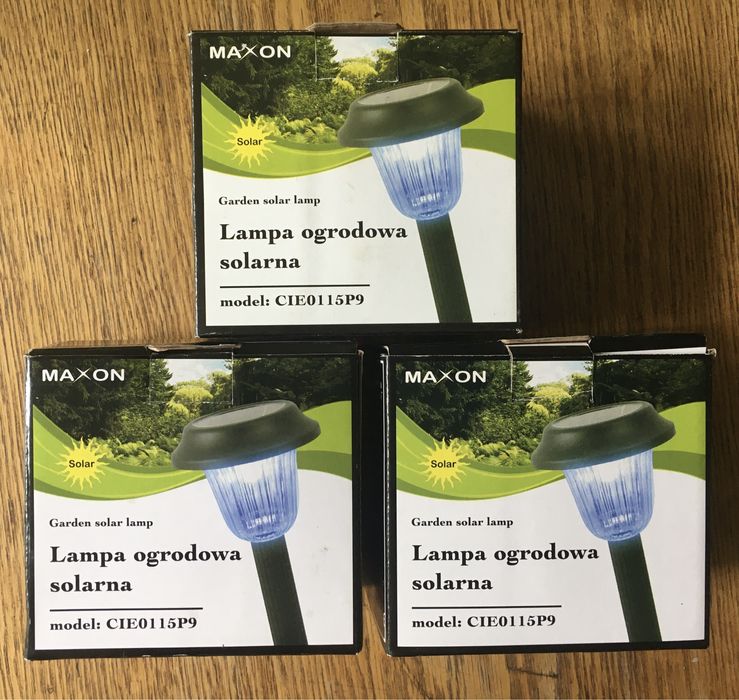 MAXON
Solar
Garden solar lamp
Lampa ogrodowa
solarna
model: CIE0115P9
MAXON
Solar
Garden solar lamp
Lampa ogrodowa
solarna
model: CIE0115P9
MAXON
Solar
Garden solar lamp
Lampa ogrodowa
solarna
model: CIE0115P9